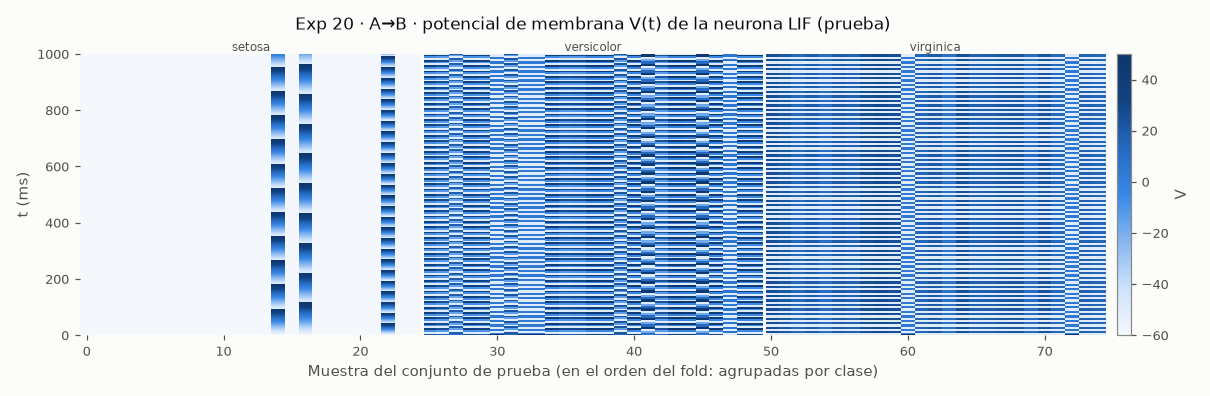 Exp 20 · A→B · potencial de membrana V(t) de la neurona LIF (prueba)
setosa versicolor virginica
1000
800
600
400
200
0
t (ms)
0 10 20 30 40 50 60 70
Muestra del conjunto de prueba (en el orden del fold: agrupadas por clase)
40
20
0
−20
−40
−60
V